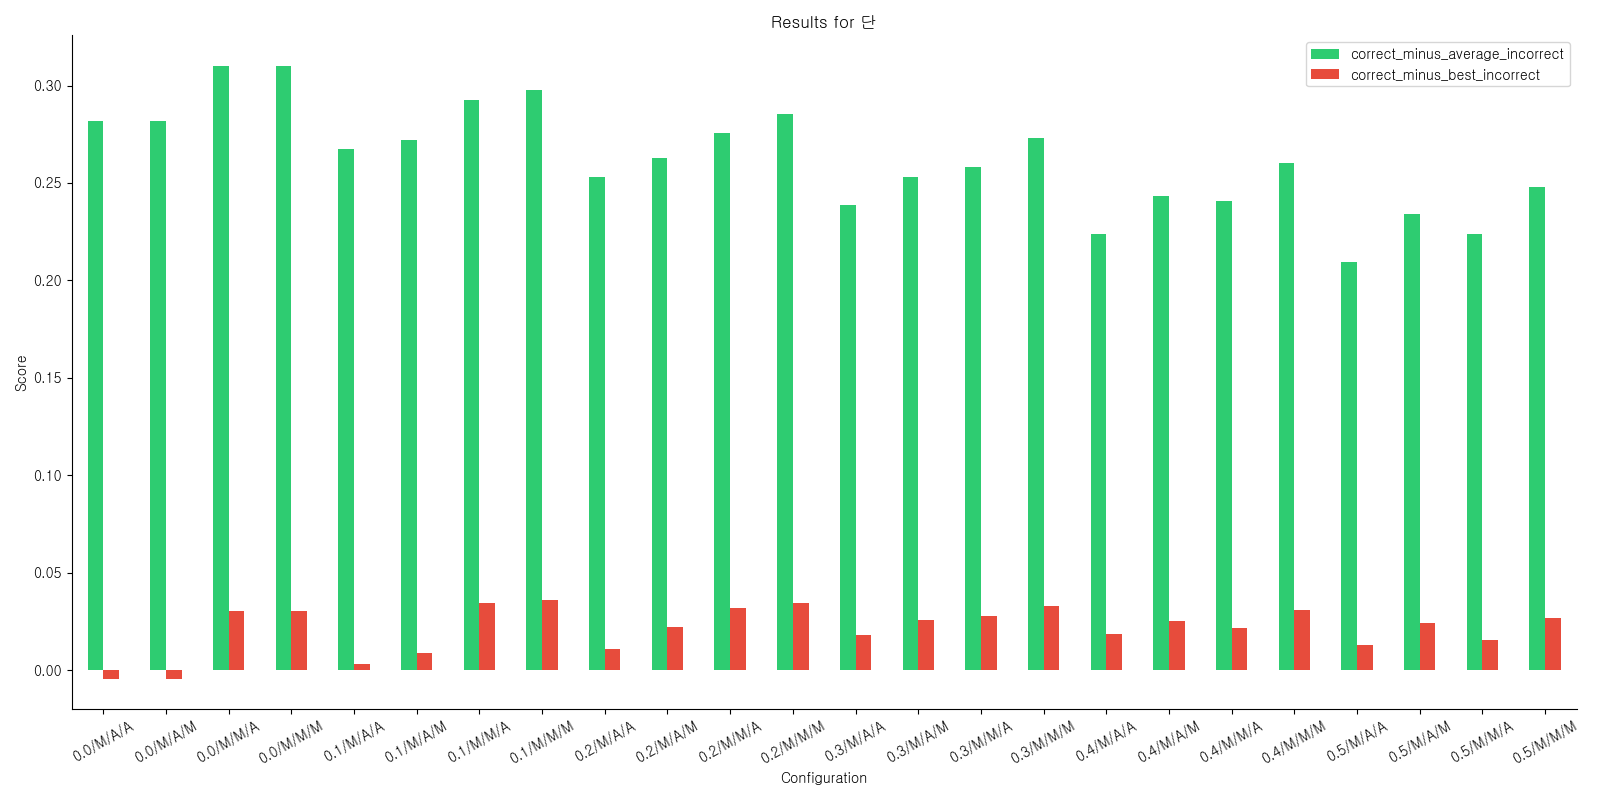 Results for 단
correct_minus_average_incorrect
correct_minus_best_incorrect
Score
0.30
0.25
0.20
0.15
0.10
0.05
0.00
0.0/M/A/A
0.0/M/A/M
0.0/M/M/A
0.0/M/M/M
0.1/M/A/A
0.1/M/A/M
0.1/M/M/A
0.1/M/M/M
0.2/M/A/A
0.2/M/A/M
0.2/M/M/A
0.2/M/M/M
0.3/M/A/A
0.3/M/A/M
0.3/M/M/A
0.3/M/M/M
0.4/M/A/A
0.4/M/A/M
0.4/M/M/A
0.4/M/M/M
0.5/M/A/A
0.5/M/A/M
0.5/M/M/A
0.5/M/M/M
Configuration